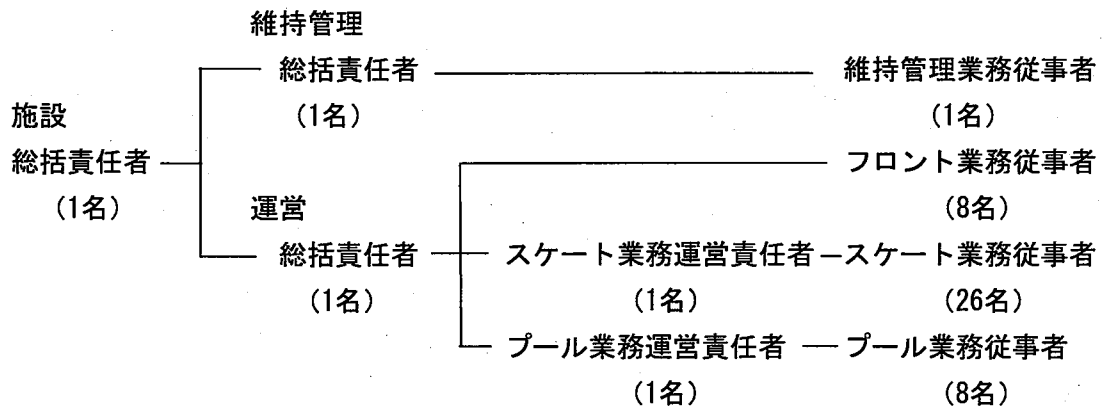 維持管理
総括責任者
維持管理業務従事者
(1名)
(1名)
施設
総括責任者
フロント業務従事者
(1名)
運営
(8名)
総括責任者
スケート業務運営責任者
スケート業務従事者
(1名)
(1名)
(26名)
プール業務運営責任者
プール業務従事者
(1名)
(8名)